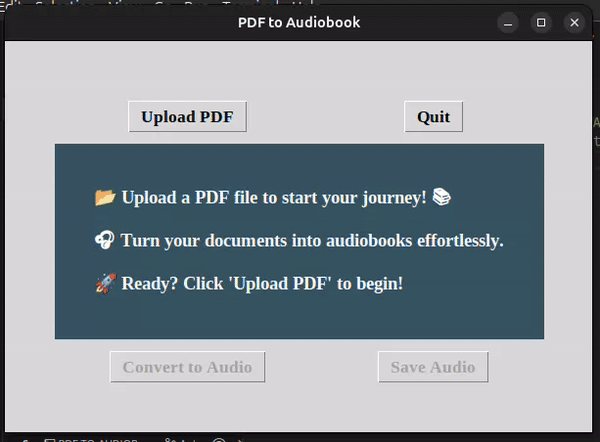 PDF to Audiobook
Upload PDF
Quit
📂 Upload a PDF file to start your journey! 📚
🎧 Turn your documents into audiobooks effortlessly.
🚀 Ready? Click 'Upload PDF' to begin!
Convert to Audio
Save Audio